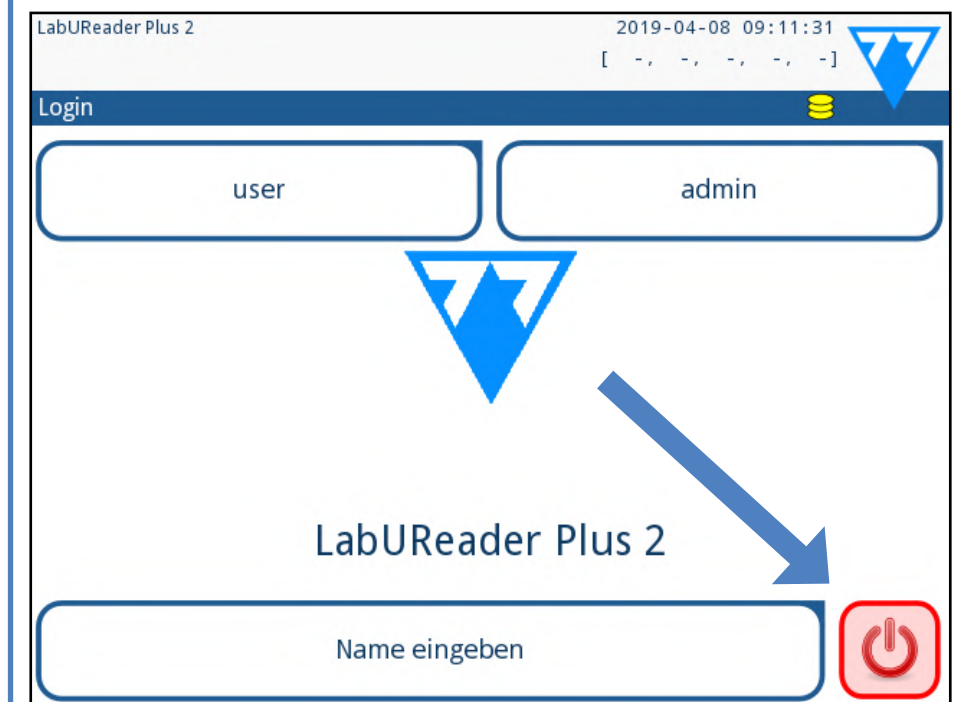 LabUReader Plus 2
2019-04-08 09:11:31
[ -, -, -, -, -]
Login
user
admin
LabUReader Plus 2
Name eingeben